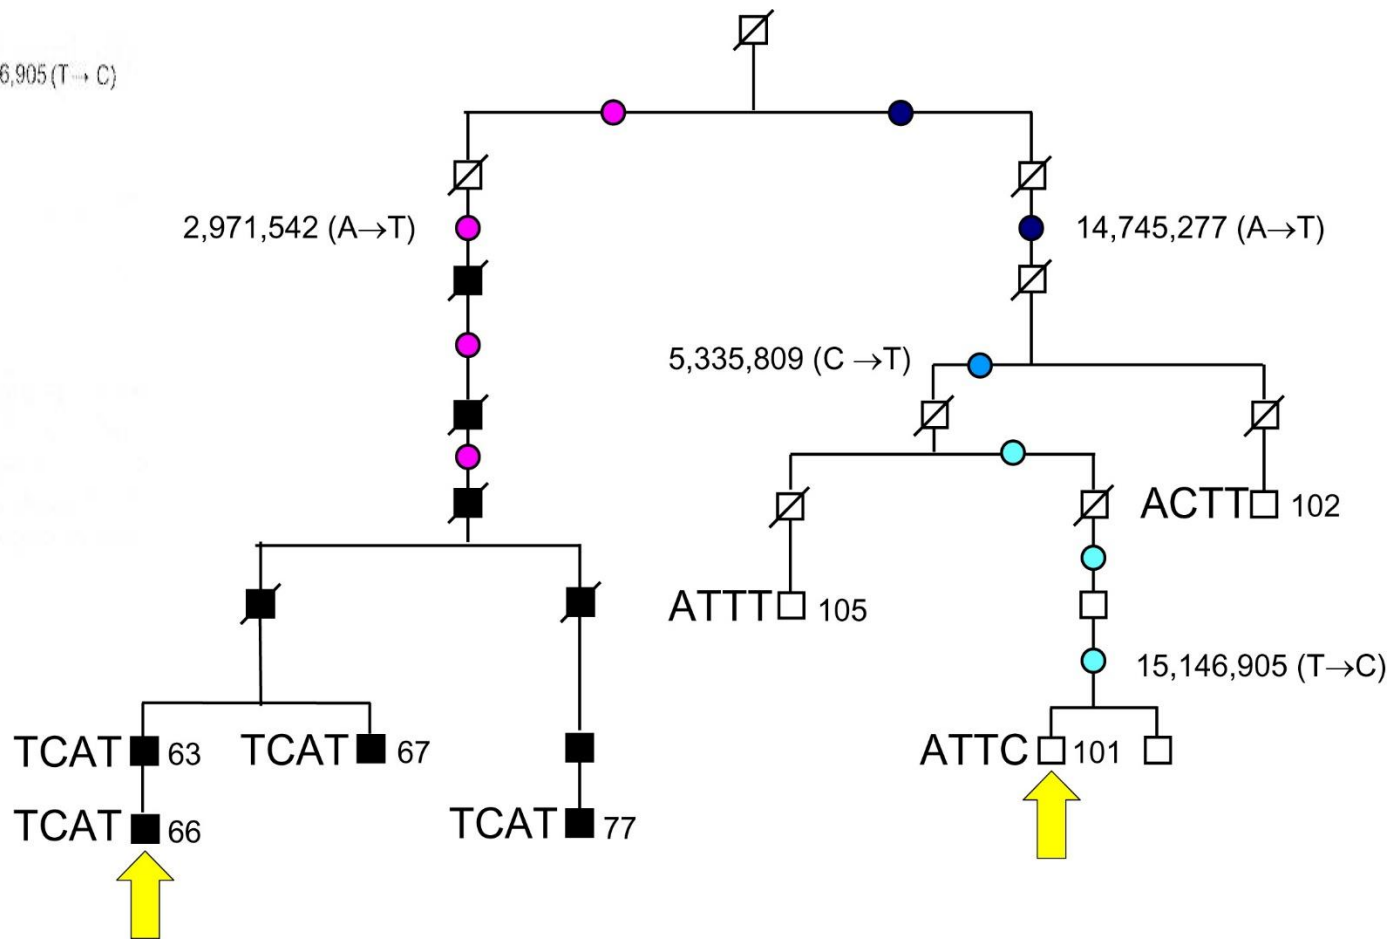 6,905 (T→ C)
2,971,542 (A→T)
14,745,277 (A→T)
5,335,809 (C →T)
ACTT 102
ATTT 105
15,146,905 (T→C)
TCAT 63
TCAT 67
ATTC 101
TCAT 66
TCAT 77